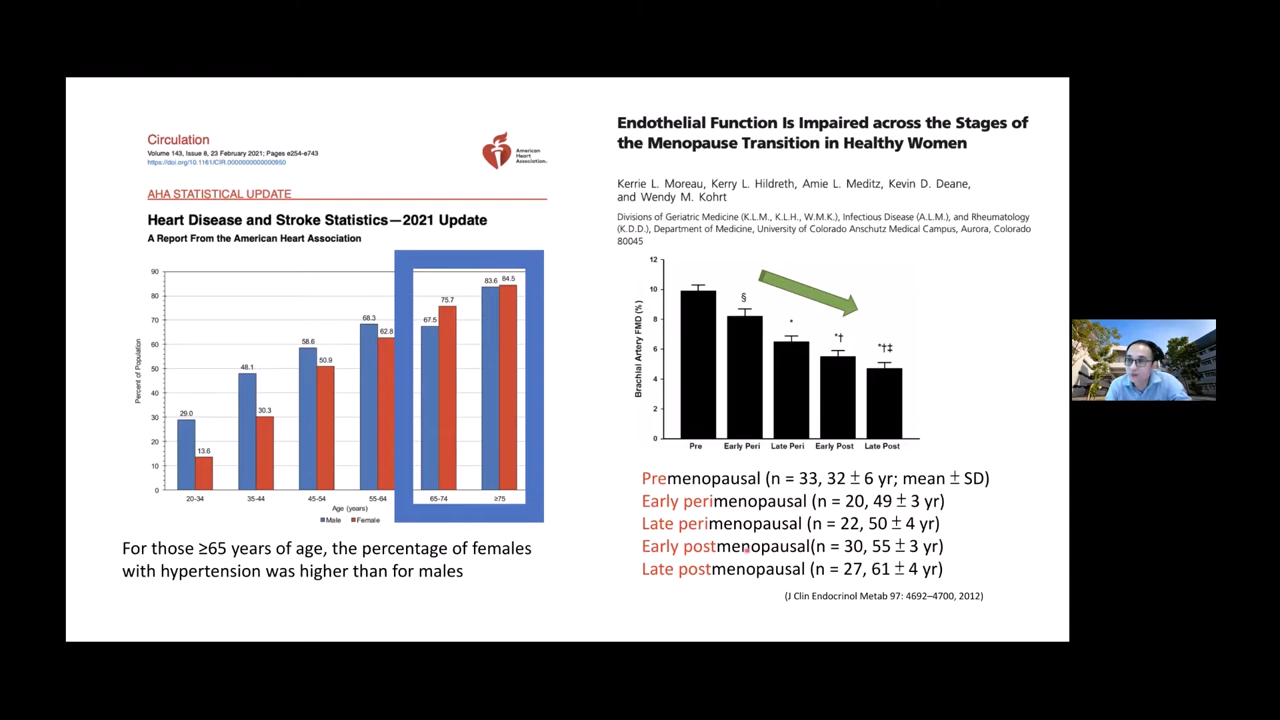 Circulation
Volume 143, Issue 8, 23 February 2021; Pages e254-e743
https://doi.org/10.1161/CIR.0000000000000950
American
Heart
Association.
AHA STATISTICAL UPDATE
Heart Disease and Stroke Statistics—2021 Update
A Report From the American Heart Association
Percent of Population
90
80
70
60
50
40
30
20
10
0
29.0
13.6
48.1
30.3
58.6
50.9
68.3
62.8
67.5
75.7
83.6
84.5
20-34
35-44
45-54
55-64
65-74
≥75
Age (years)
Male
Female
For those ≥65 years of age, the percentage of females
with hypertension was higher than for males
Endothelial Function Is Impaired across the Stages of
the Menopause Transition in Healthy Women
Kerrie L. Moreau, Kerry L. Hildreth, Amie L. Meditz, Kevin D. Deane,
and Wendy M. Kohrt
Divisions of Geriatric Medicine (K.L.M., K.L.H., W.M.K.), Infectious Disease (A.L.M.), and Rheumatology
(K.D.D.), Department of Medicine, University of Colorado Anschutz Medical Campus, Aurora, Colorado
80045
Brachial Artery FMD (%)
12
10
8
6
4
2
0
§
*
*†
*†‡
Pre
Early Peri
Late Peri
Early Post
Late Post
Premenopausal (n = 33, 32 ± 6 yr; mean ± SD)
Early perimenopausal (n = 20, 49 ± 3 yr)
Late perimenopausal (n = 22, 50 ± 4 yr)
Early postmenopausal(n = 30, 55 ± 3 yr)
Late postmenopausal (n = 27, 61 ± 4 yr)
(J Clin Endocrinol Metab 97: 4692–4700, 2012)